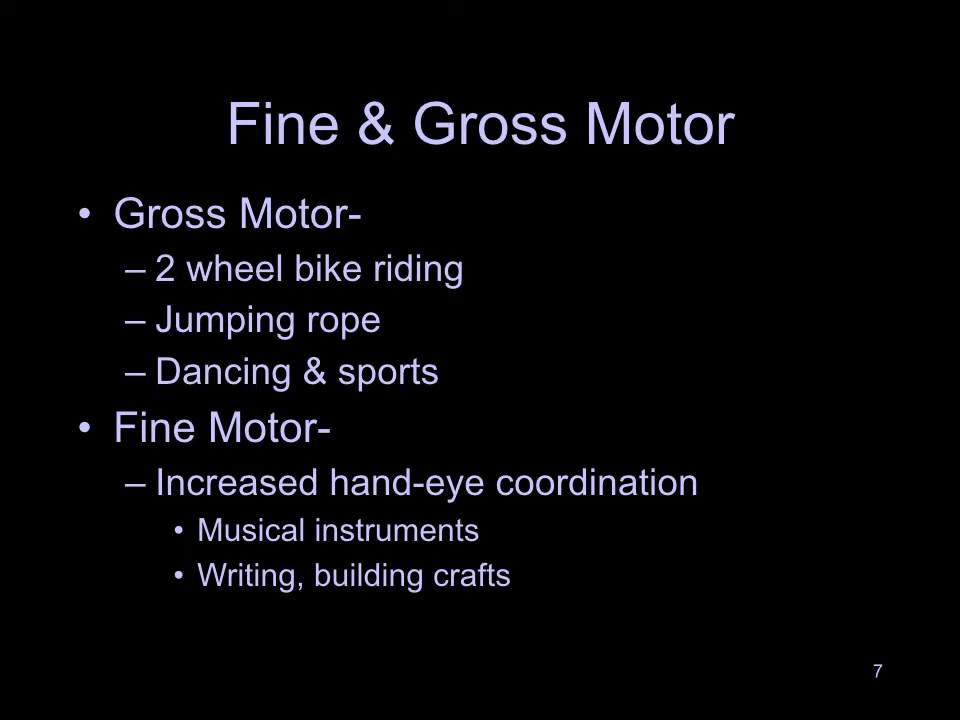 Fine & Gross Motor
• Gross Motor-
– 2 wheel bike riding
– Jumping rope
– Dancing & sports
• Fine Motor-
– Increased hand-eye coordination
• Musical instruments
• Writing, building crafts
7